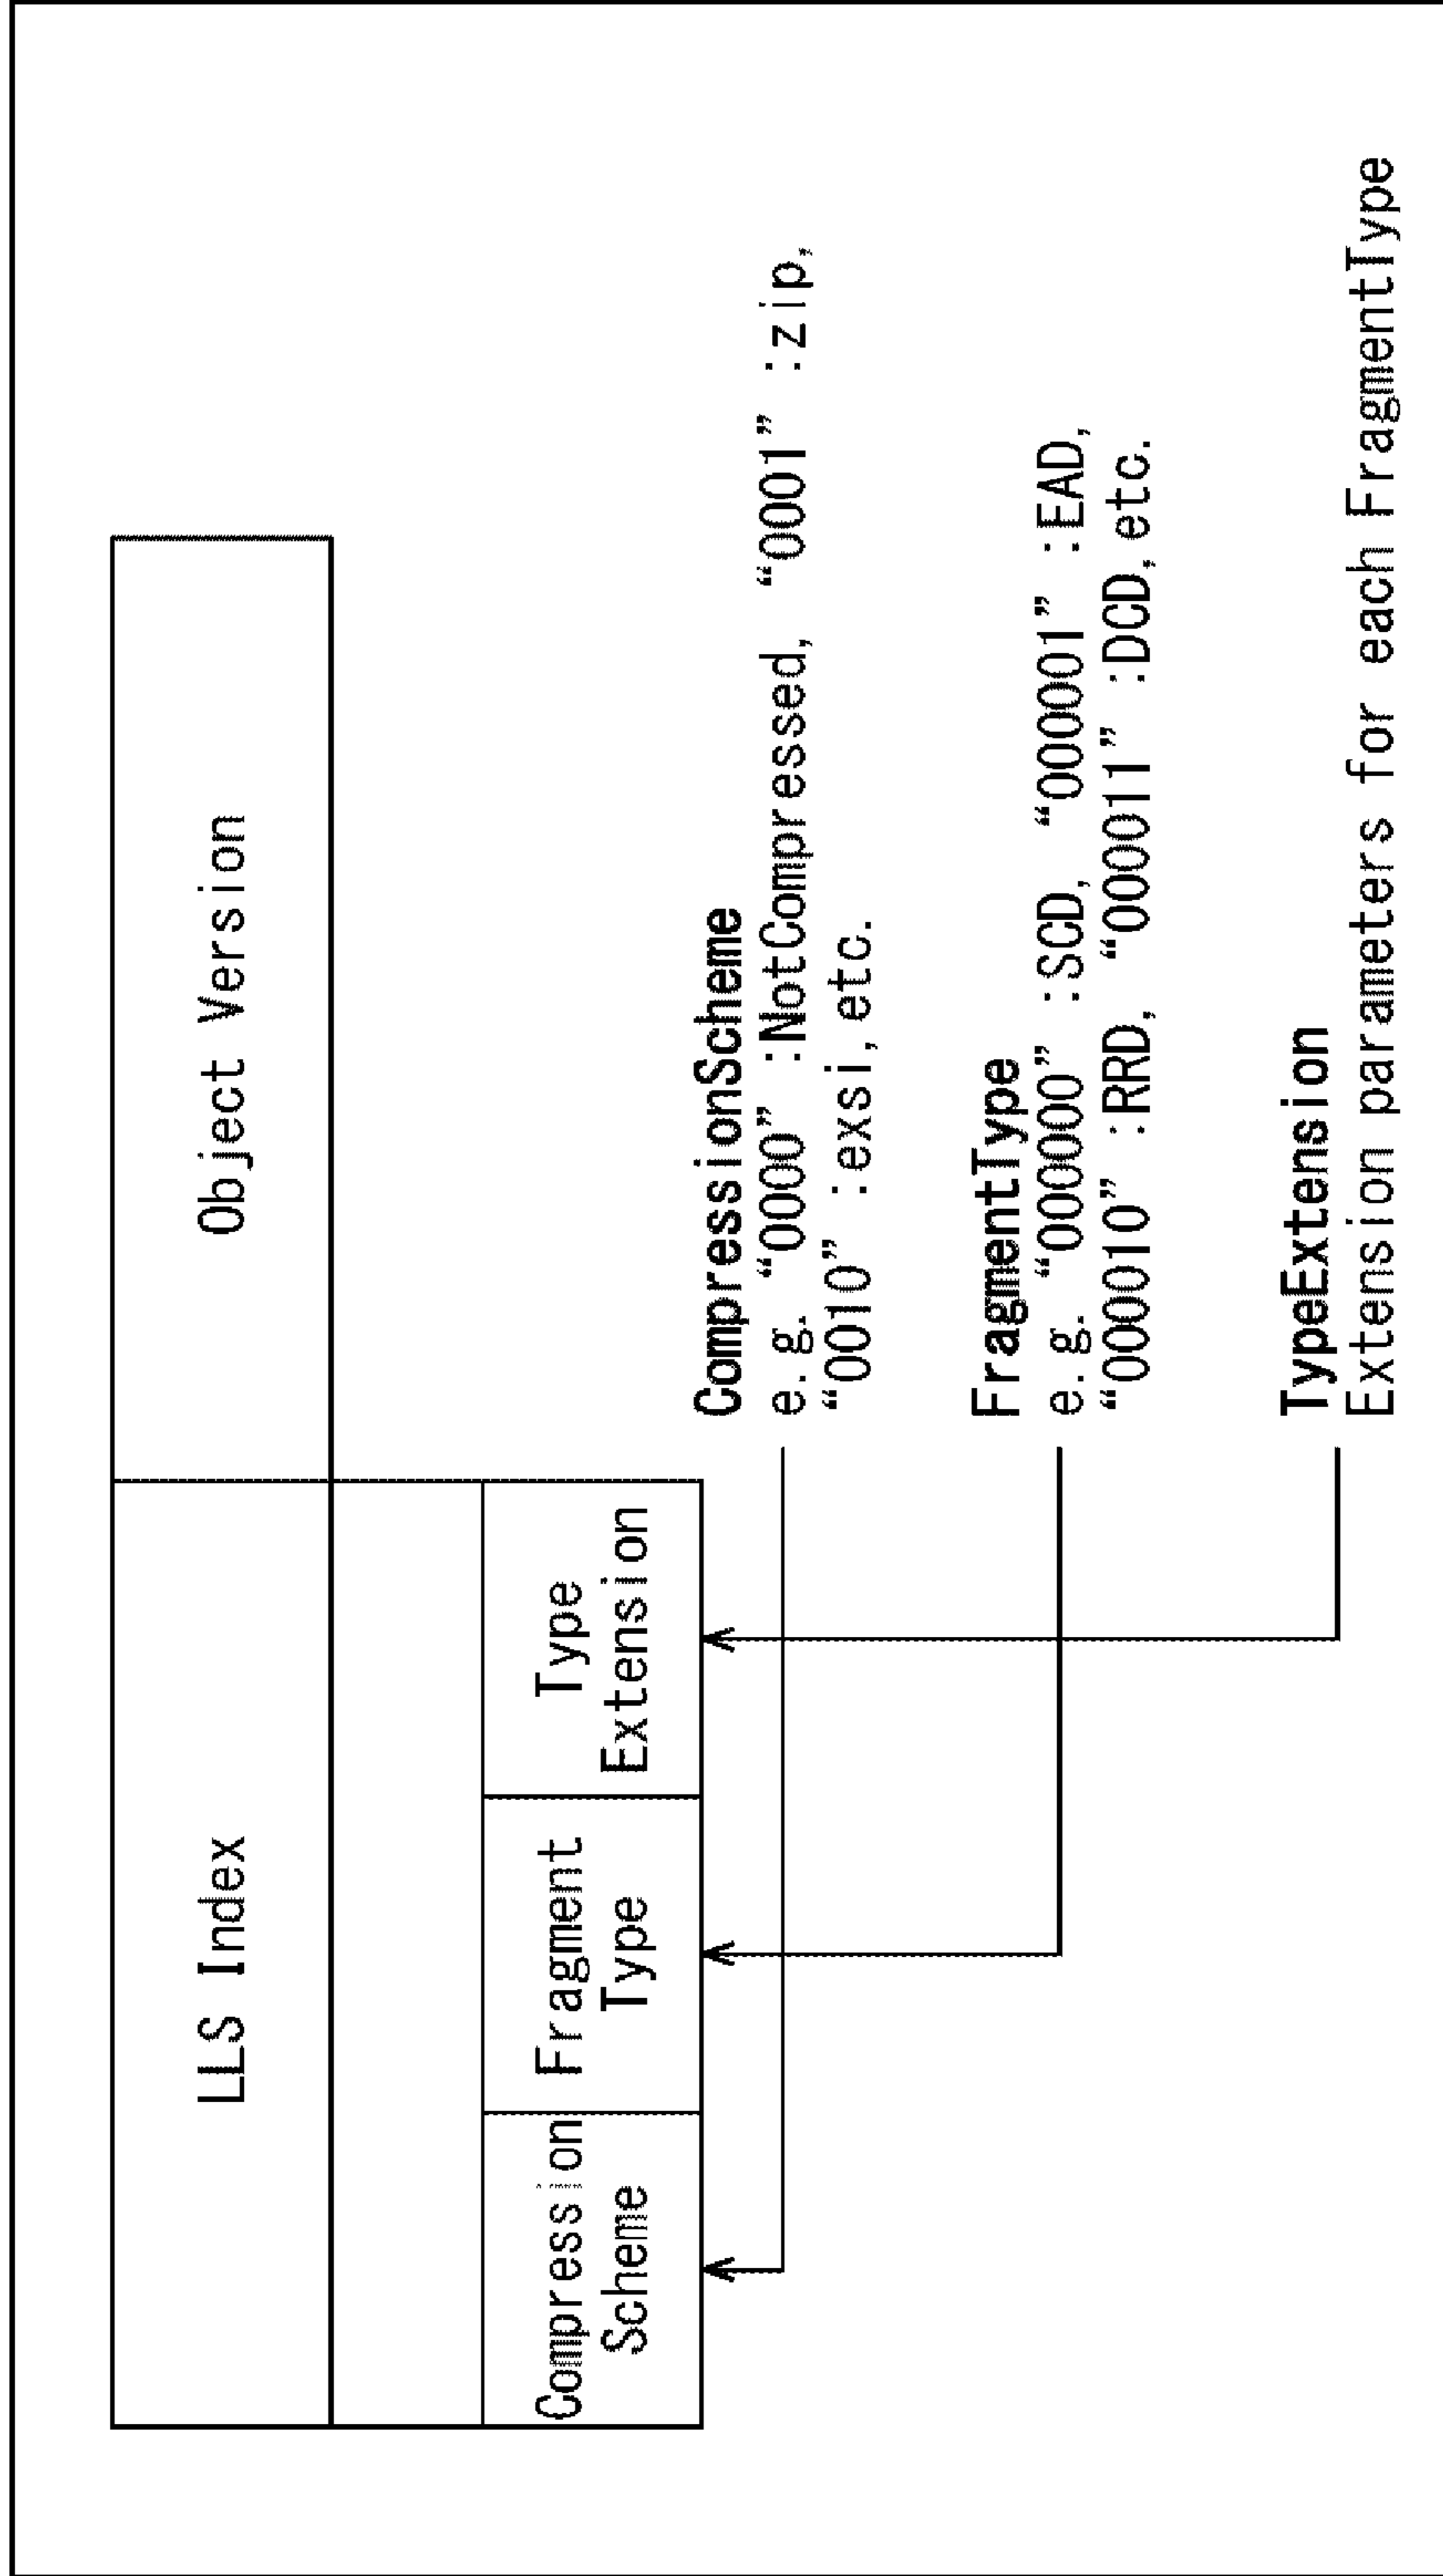 LLS Index
Object Version
Compression
Scheme
Fragment
Type
Type
Extension
CompressionScheme
e.g. “0000” :NotCompressed, “0001” :zip,
“0010” :exsi,etc.
FragmentType
e.g. “000000” :SCD, “000001” :EAD,
“000010” :RRD, “000011” :DCD,etc.
TypeExtension
Extension parameters for each FragmentType